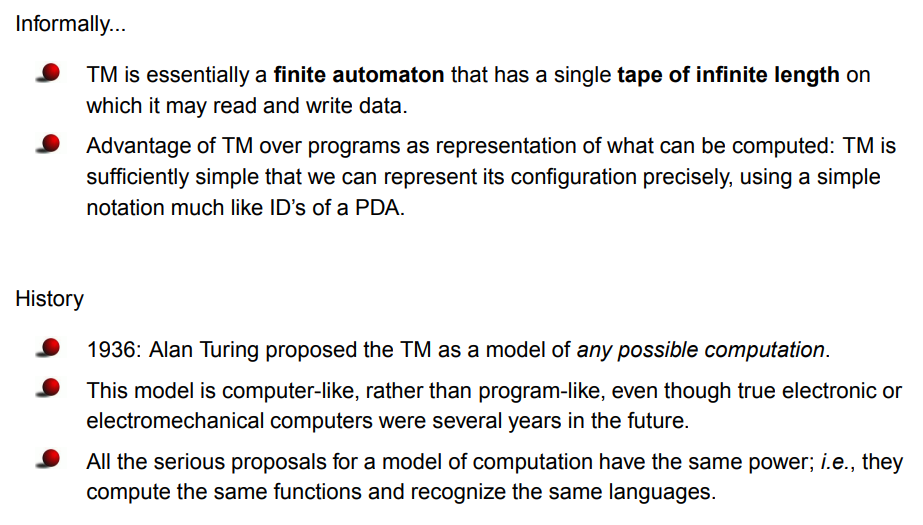 Informally...
TM is essentially a finite automaton that has a single tape of infinite length on
which it may read and write data.
Advantage of TM over programs as representation of what can be computed: TM is
sufficiently simple that we can represent its configuration precisely, using a simple
notation much like ID's of a PDA.
History
1936: Alan Turing proposed the TM as a model of any possible computation.
This model is computer-like, rather than program-like, even though true electronic or
electromechanical computers were several years in the future.
All the serious proposals for a model of computation have the same power; i.e., they
compute the same functions and recognize the same languages.